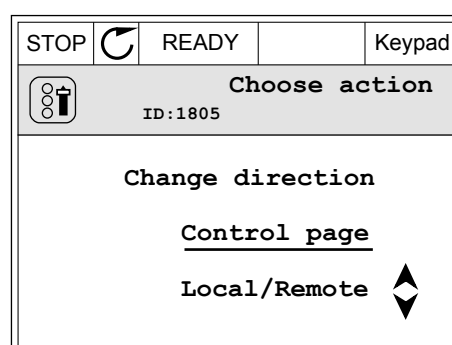 STOP READY Keypad
Choose action
ID:1805
Change direction
Control page
Local/Remote